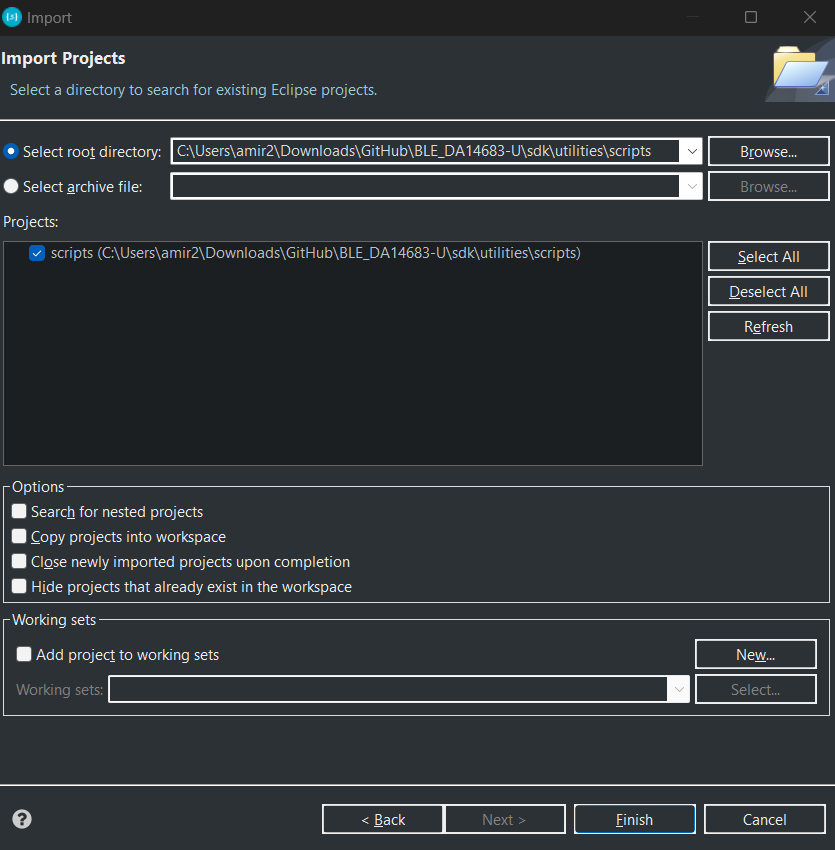 Import
Import Projects
Select a directory to search for existing Eclipse projects.
Select root directory: C:\Users\amir2\Downloads\GitHub\BLE_DA14683-U\sdk\utilities\scripts Browse...
Select archive file: Browse...
Projects:
scripts (C:\Users\amir2\Downloads\GitHub\BLE_DA14683-U\sdk\utilities\scripts)
Select All
Deselect All
Refresh
Options
Search for nested projects
Copy projects into workspace
Close newly imported projects upon completion
Hide projects that already exist in the workspace
Working sets
Add project to working sets New...
Working sets: Select...
? < Back Next > Finish Cancel